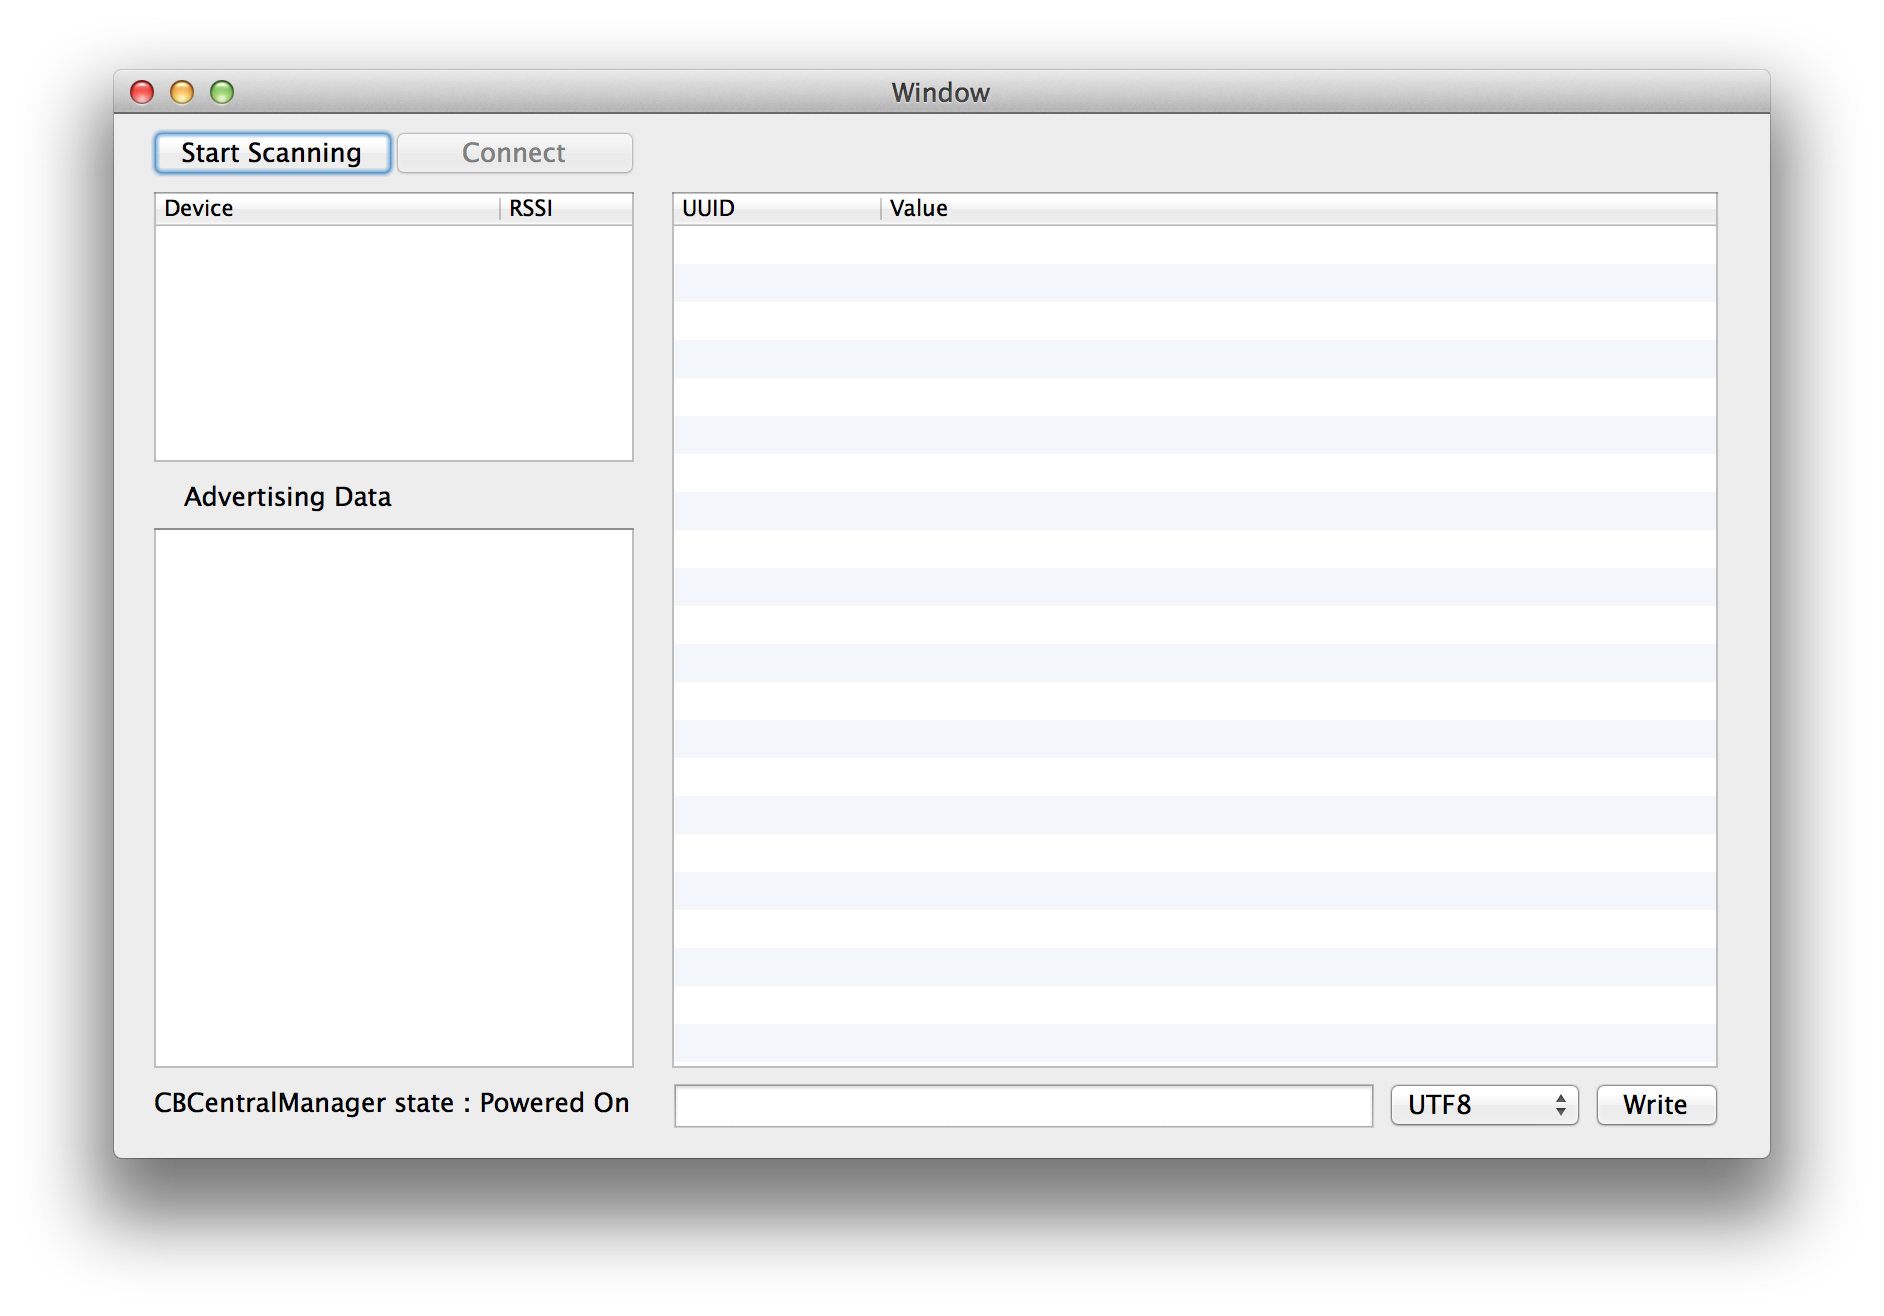 Window
Start Scanning
Connect
Device
RSSI
UUID
Value
Advertising Data
CBCentralManager state : Powered On
UTF8
Write